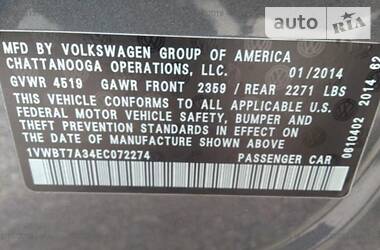 auto
RIA
MFD BY VOLKSWAGEN GROUP OF AMERICA
CHATTANOOGA OPERATIONS, LLC. 01/2014
GVWR 4519 GAWR FRONT 2359 / REAR 2271 LBS
THIS VEHICLE CONFORMS TO ALL APPLICABLE U.S.
FEDERAL MOTOR VEHICLE SAFETY, BUMPER AND
THEFT PREVENTION STANDARDS IN EFFECT ON THE
DATE OF MANUFACTURE SHOWN ABOVE.
1VWBT7A34EC072274 PASSENGER CAR
0610402 2014 82